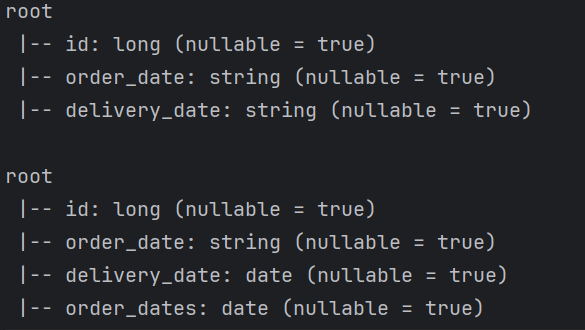 root
 |-- id: long (nullable = true)
 |-- order_date: string (nullable = true)
 |-- delivery_date: string (nullable = true)
root
 |-- id: long (nullable = true)
 |-- order_date: string (nullable = true)
 |-- delivery_date: date (nullable = true)
 |-- order_dates: date (nullable = true)